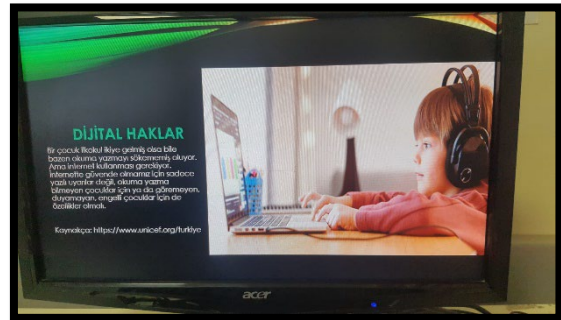 DİJİTAL HAKLAR
Bir çocuk ilkokul ikiye gelmiş olsa bile
bazen okuma yazmayı sökememiş oluyor.
Ama internet kullanması gerekiyor.
İnternette güvende olmamız için sadece
yazılı uyarılar değil, okuma yazma
bilmeyen çocuklar için ya da göremeyen,
duyamayan, engelli çocuklar için de
özellikler olmalı.
Kaynakça: https://www.unicef.org/turkiye
acer